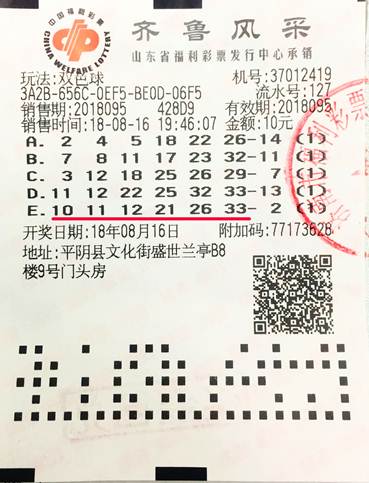 中国福利彩票
CHINA WELFARE LOTTERY
齐鲁风采
山东省福利彩票发行中心承销
玩法:双色球 机号:37012419
3A2B-656C-0EF5-BE0D-06F5 流水号:127
销售期:2018095 428D9 有效期:2018095
销售时间:18-08-16 19:46:07 金额:10元
A. 2 4 5 18 22 26-14 (1)
B. 7 8 11 17 23 32-11 (3)
C. 3 12 18 25 26 29- 7 (1)
D. 11 12 22 25 32 33-13 (1)
E. 10 11 12 21 26 33- 2 (1)
开奖日期:18年08月16日 附加码:77173628
地址:平阴县文化街盛世兰亭B8
楼9号门头房
利彩票